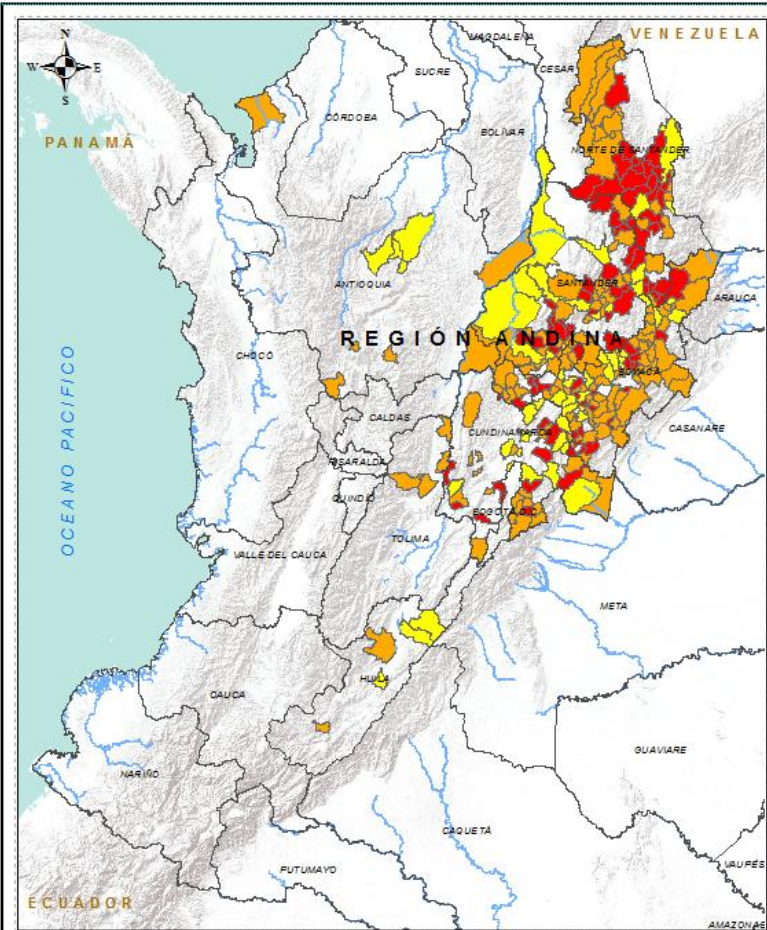 N
W E
S
VENEZUELA
PANAMÁ
OCEANO PACIFICO
ECUADOR
REGIÓN ANDINA
MAGDALENA
CESAR
SUCRE
CÓRDOBA
BOLÍVAR
NORTE DE SANTANDER
ANTIOQUIA
SANTANDER
ARAUCA
CHOCÓ
BOYACÁ
CALDAS
CUNDINAMARCA
CASANARE
RISARALDA
QUINDÍO
BOGOTÁ D.C.
TOLIMA
VALLE DEL CAUCA
META
HUILA
CAUCA
GUAVIARE
NARIÑO
CAQUETÁ
PUTUMAYO
VAUPÉS
AMAZONAS